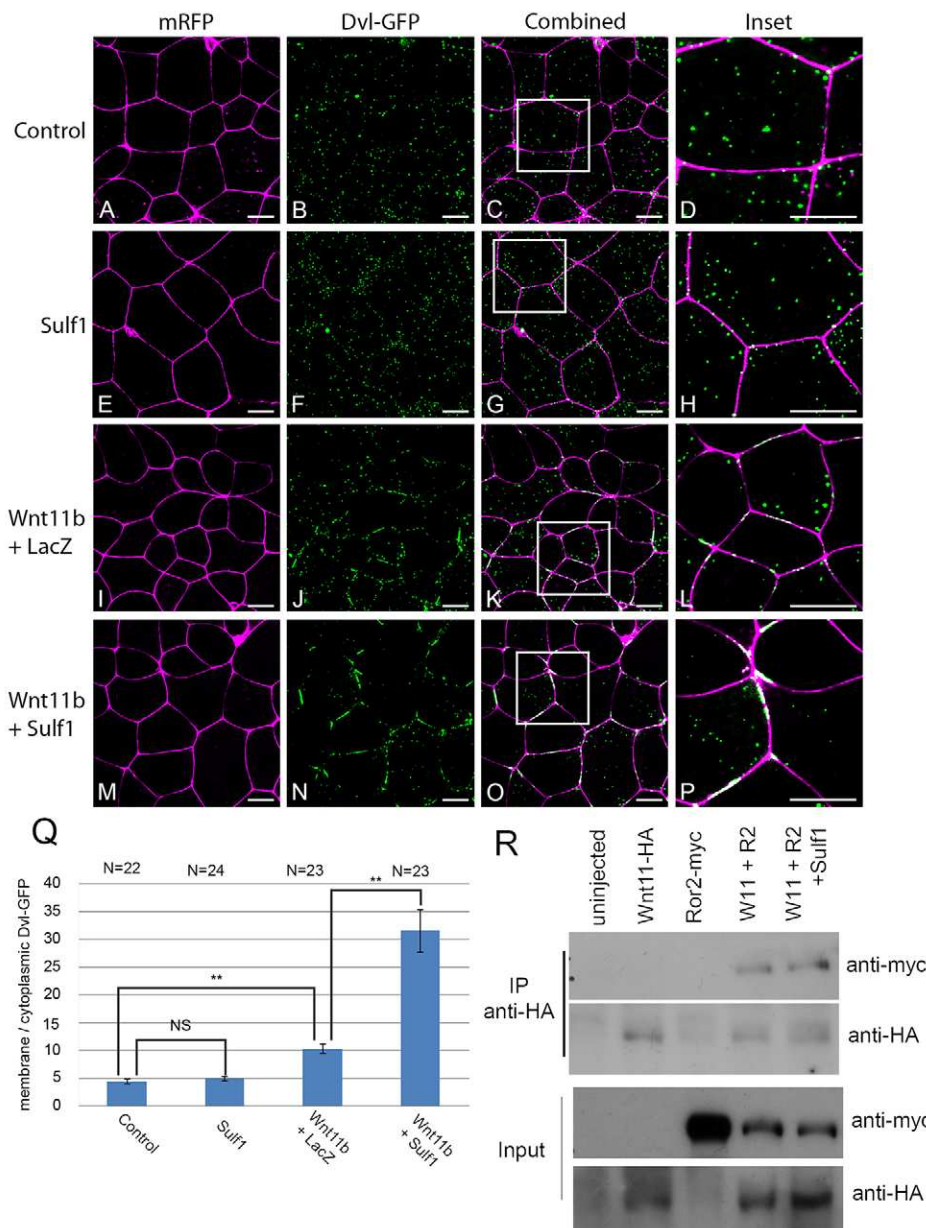 mRFP Dvl-GFP Combined Inset
Control
A B C D
Sulf1
E F G H
Wnt11b
+ LacZ
I J K L
Wnt11b
+ Sulf1
M N O P
Q
N=22 N=24 N=23 N=23
**
**
NS
membrane / cytoplasmic Dvl-GFP
40
35
30
25
20
15
10
5
0
Control
Sulf1
Wnt11b
+ LacZ
Wnt11b
+ Sulf1
R
uninjected
Wnt11-HA
Ror2-myc
W11 + R2
W11 + R2
+Sulf1
IP
anti-HA
anti-myc
anti-HA
Input
anti-myc
anti-HA